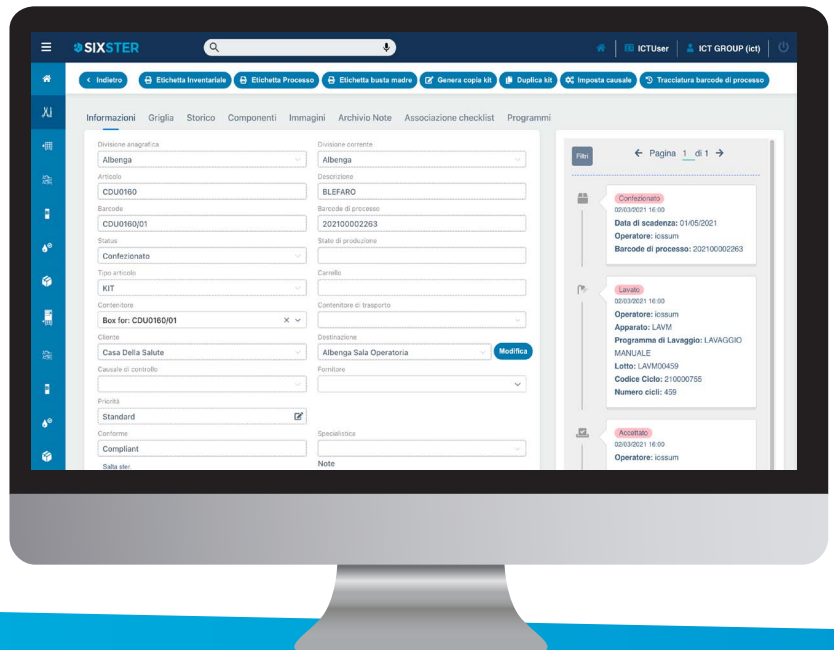 SIXSTER
ICTUser
ICT GROUP (ict)
Indietro
Etichetta Inventariale
Etichetta Processo
Etichetta busta madre
Genera copia kit
Duplica kit
Imposta causale
Tracciatura barcode di processo
Informazioni Griglia Storico Componenti Immagini Archivio Note Associazione checklist Programmi
Divisione anagrafica
Albenga
Divisione corrente
Albenga
Articolo
CDU0160
Descrizione
BLEFARO
Barcode
CDU0160/01
Barcode di processo
202100002263
Status
Confezionato
Stato di produzione
Tipo articolo
KIT
Carrello
Contenitore
Box for: CDU0160/01
Contenitore di trasporto
Cliente
Casa Della Salute
Destinazione
Albenga Sala Operatoria
Modifica
Causale di controllo
Fornitore
Priorità
Standard
Conforme
Compliant
Specialistica
Salta ster.
Note
Filtri
Pagina 1 di 1
Confezionato
02/03/2021 16:00
Data di scadenza: 01/05/2021
Operatore: iossum
Barcode di processo: 202100002263
Lavato
02/03/2021 16:00
Operatore: iossum
Apparato: LAVM
Programma di Lavaggio: LAVAGGIO
MANUALE
Lotto: LAVM00459
Codice Ciclo: 210000755
Numero cicli: 459
Accettato
02/03/2021 16:00
Operatore: iossum